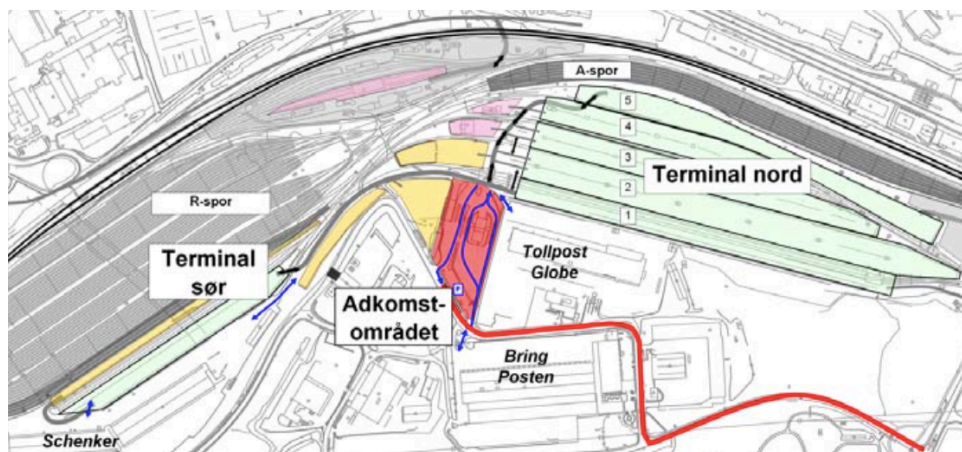 A-spor
5
4
3
2
1
Terminal nord
R-spor
Terminal
sør
Tollpost
Globe
P
Adkomst-
området
Bring
Posten
Schenker